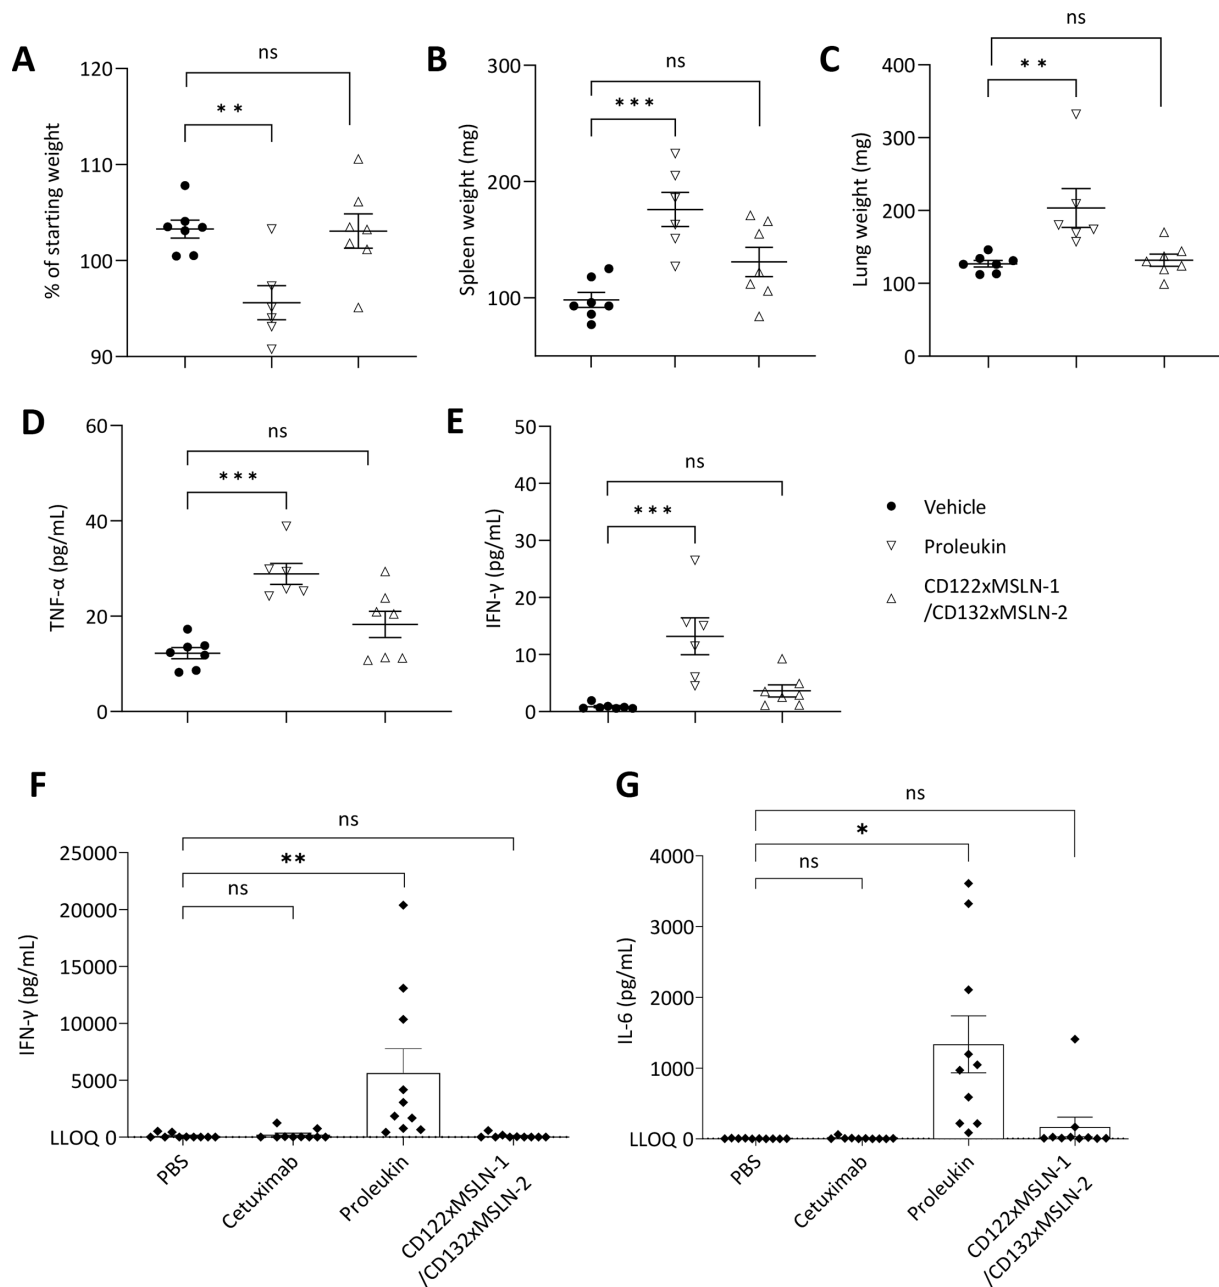 A
% of starting weight
120
110
100
90
ns
* *
B
Spleen weight (mg)
300
200
100
ns
* * *
C
Lung weight (mg)
400
300
200
100
0
ns
* *
D
TNF-α (pg/mL)
60
40
20
0
ns
* * *
E
IFN-γ (pg/mL)
50
40
30
20
10
0
ns
* * *
Vehicle
Proleukin
CD122xMSLN-1
/CD132xMSLN-2
F
IFN-γ (pg/mL)
25000
20000
15000
10000
5000
LLOQ 0
ns
**
ns
PBS
Cetuximab
Proleukin
CD122xMSLN-1
/CD132xMSLN-2
G
IL-6 (pg/mL)
4000
3000
2000
1000
LLOQ 0
ns
*
ns
PBS
Cetuximab
Proleukin
CD122xMSLN-1
/CD132xMSLN-2